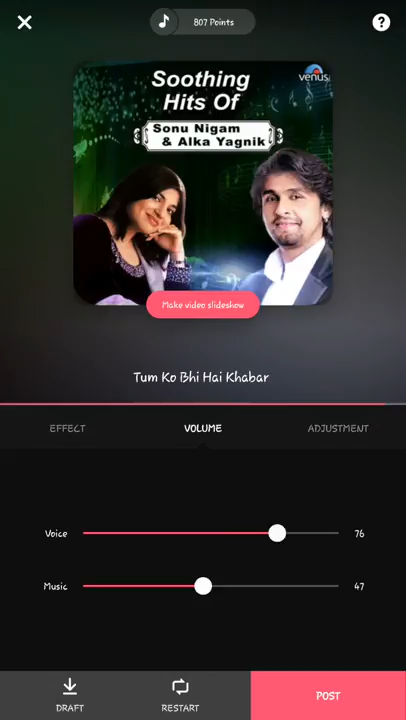 807 Points
?
Soothing
Hits Of
venus
Sonu Nigam
& Alka Yagnik
Make video slideshow
Tum Ko Bhi Hai Khabar
EFFECT
VOLUME
ADJUSTMENT
Voice
76
Music
47
DRAFT
RESTART
POST